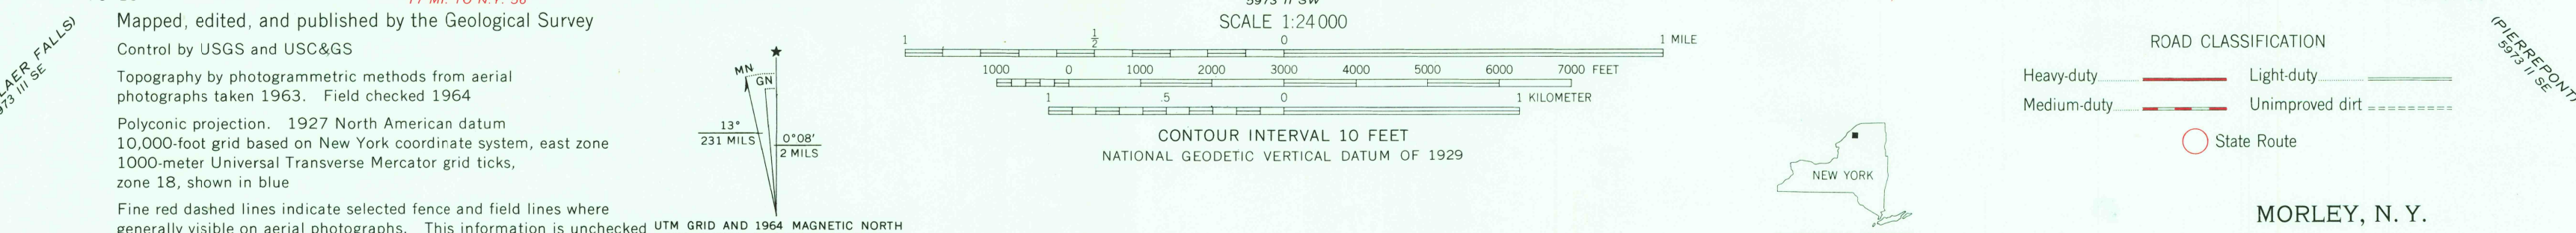 Mapped, edited, and published by the Geological Survey
Control by USGS and USC&GS
Topography by photogrammetric methods from aerial
photographs taken 1963. Field checked 1964
Polyconic projection. 1927 North American datum
10,000-foot grid based on New York coordinate system, east zone
1000-meter Universal Transverse Mercator grid ticks,
zone 18, shown in blue
Fine red dashed lines indicate selected fence and field lines where
generally visible on aerial photographs. This information is unchecked
MN
GN
13°
231 MILS
0°08'
2 MILS
UTM GRID AND 1964 MAGNETIC NORTH
SCALE 1:24 000
1 ½ 0 1 MILE
1000 0 1000 2000 3000 4000 5000 6000 7000 FEET
1 .5 0 1 KILOMETER
CONTOUR INTERVAL 10 FEET
NATIONAL GEODETIC VERTICAL DATUM OF 1929
NEW YORK
ROAD CLASSIFICATION
Heavy-duty Light-duty
Medium-duty Unimproved dirt
State Route
MORLEY, N. Y.
FALLS)
III SE
(PIERREPONT)
5973 II SE